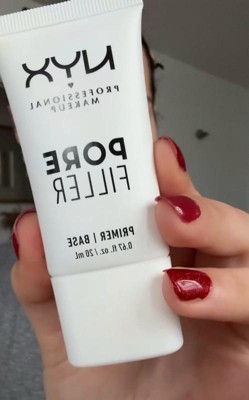 NYX
PROFESSIONAL
MAKEUP
PORE
FILLER
PRIMER | BASE
0.67 fl. oz. / 20 mL